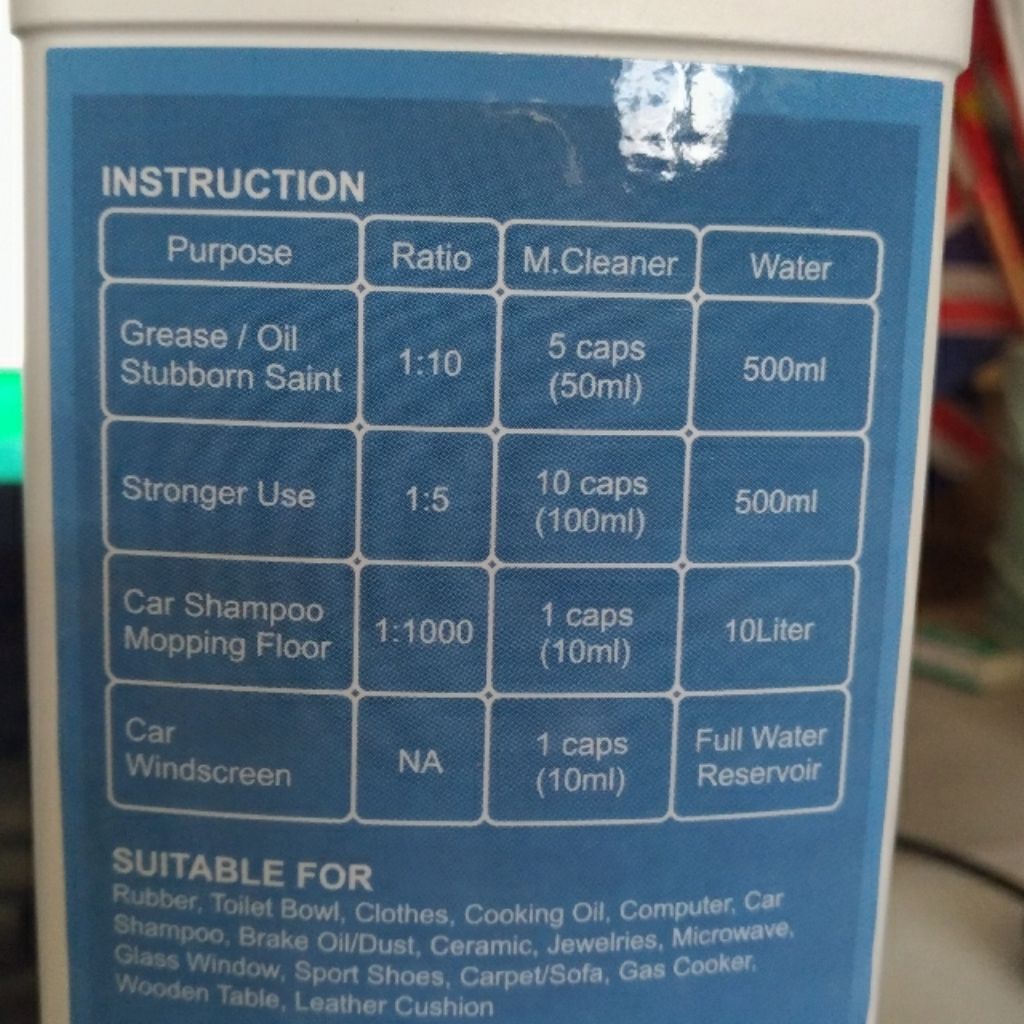 INSTRUCTION
Purpose Ratio M.Cleaner Water
Grease / Oil
Stubborn Saint
1:10
5 caps
(50ml)
500ml
Stronger Use
1:5
10 caps
(100ml)
500ml
Car Shampoo
Mopping Floor
1:1000
1 caps
(10ml)
10Liter
Car
Windscreen
NA
1 caps
(10ml)
Full Water
Reservoir
SUITABLE FOR
Rubber, Toilet Bowl, Clothes, Cooking Oil, Computer, Car
Shampoo, Brake Oil/Dust, Ceramic, Jewelries, Microwave,
Glass Window, Sport Shoes, Carpet/Sofa, Gas Cooker,
Wooden Table, Leather Cushion